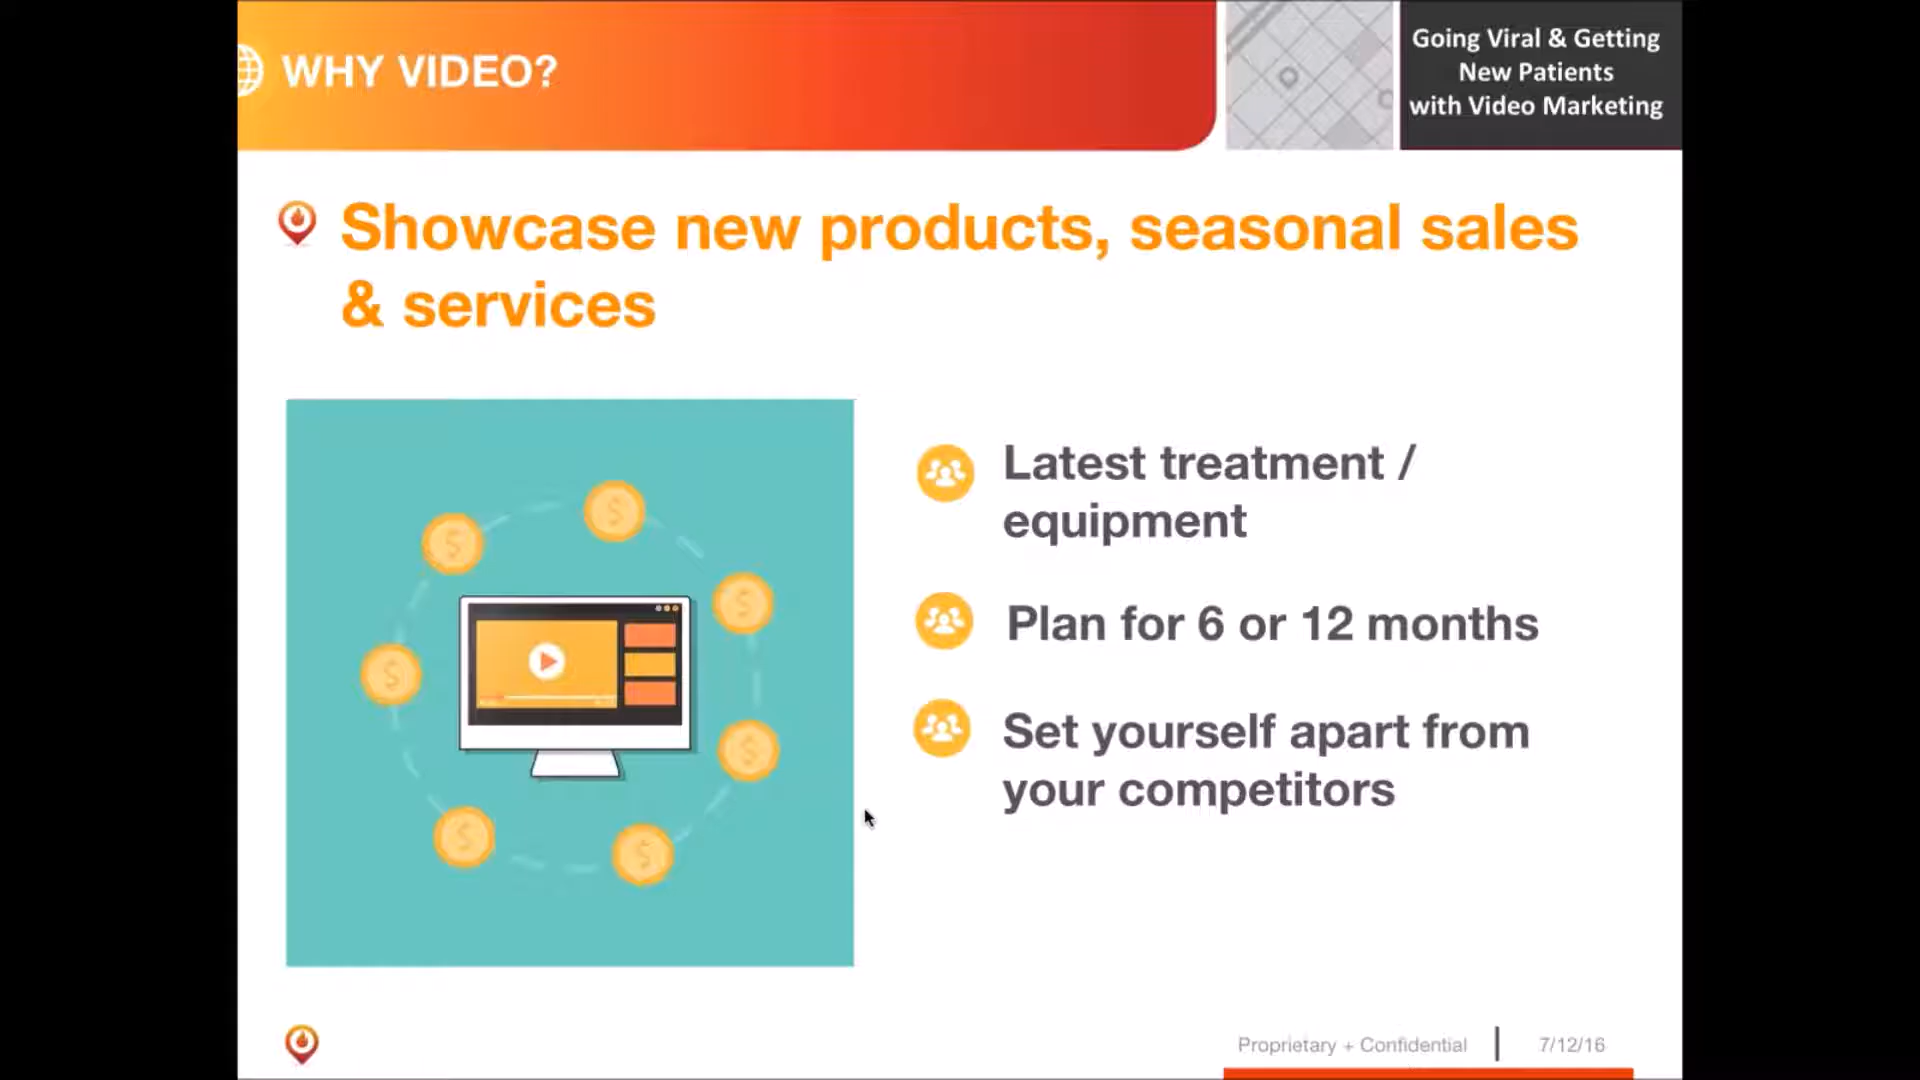 WHY VIDEO?
Going Viral & Getting
New Patients
with Video Marketing
Showcase new products, seasonal sales
& services
$
$
$
$
$
$
$
Latest treatment /
equipment
Plan for 6 or 12 months
Set yourself apart from
your competitors
Proprietary + Confidential
7/12/16